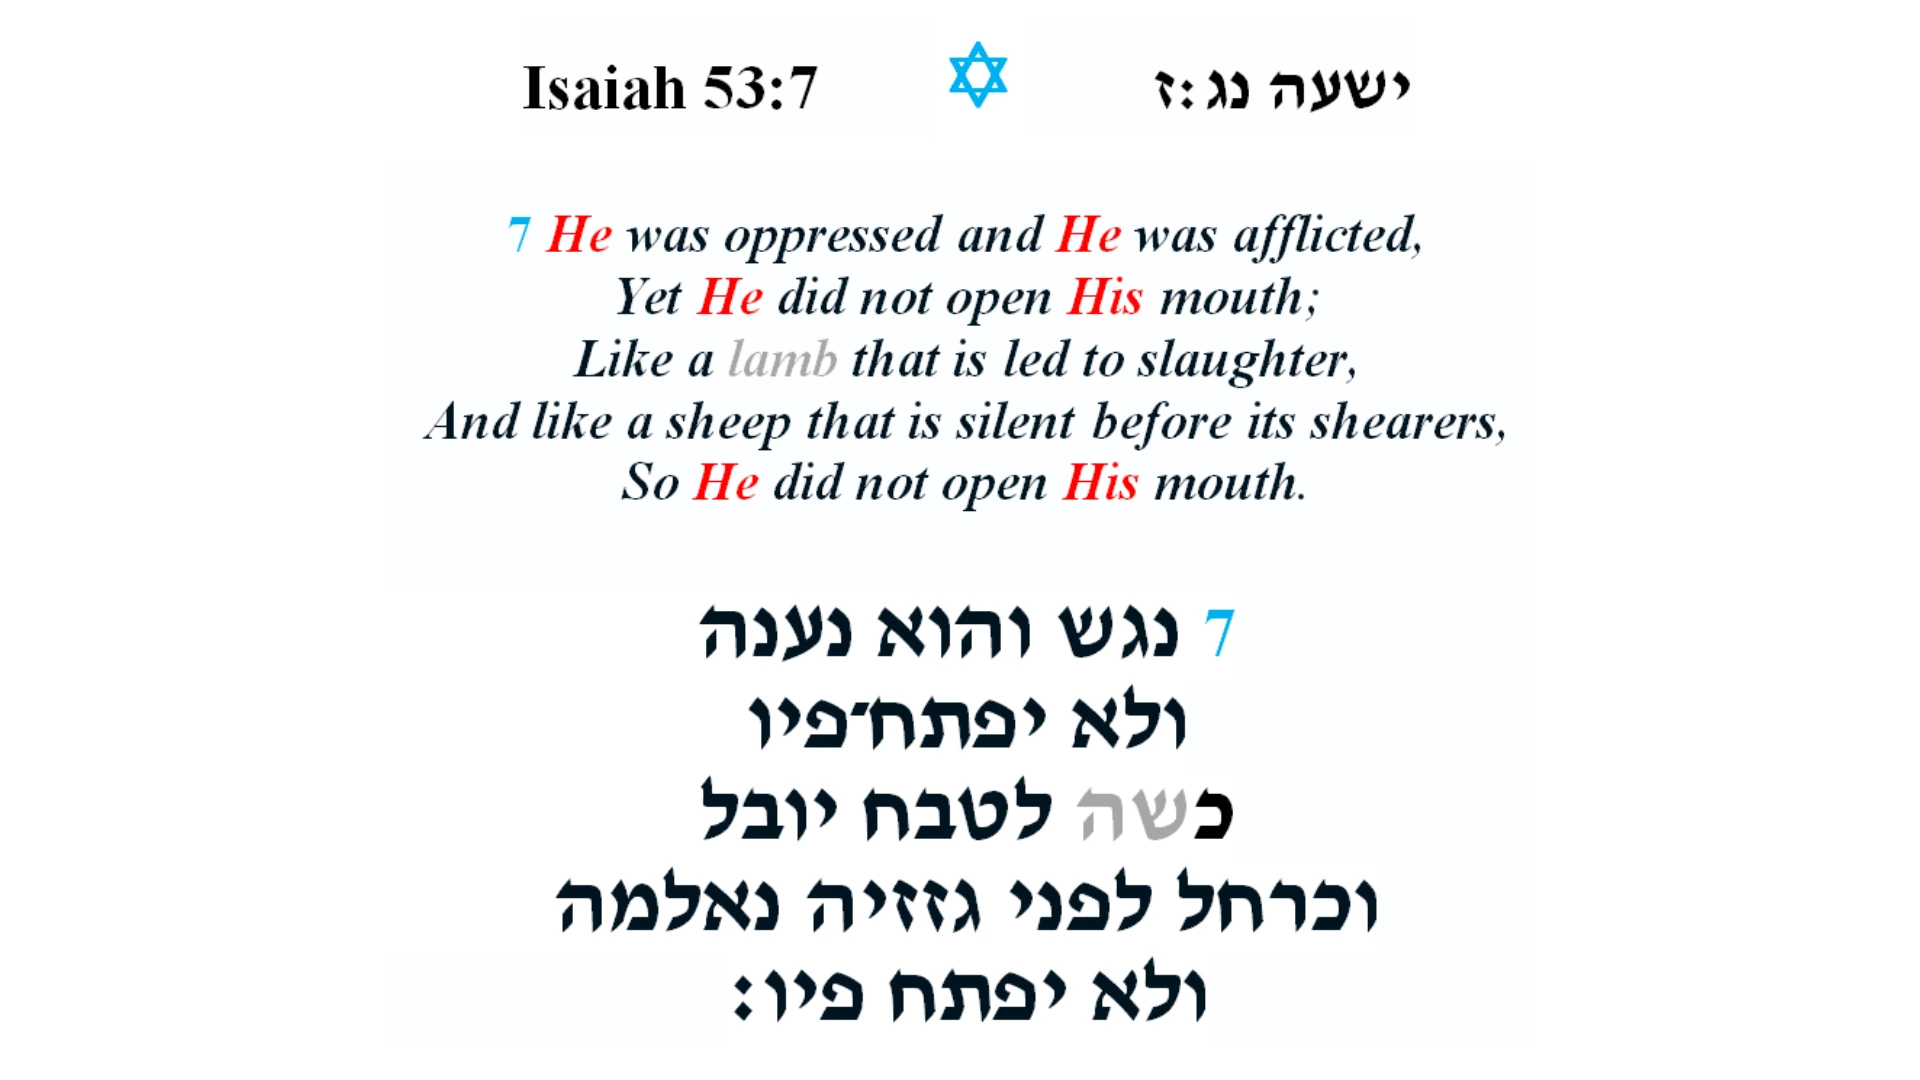 Isaiah 53:7
ישעה נג:ז
7 He was oppressed and He was afflicted,
Yet He did not open His mouth;
Like a lamb that is led to slaughter,
And like a sheep that is silent before its shearers,
So He did not open His mouth.
7 נגש והוא נענה
ולא יפתח־פיו
כשה לטבח יובל
וכרחל לפני גזזיה נאלמה
ולא יפתח פיו׃